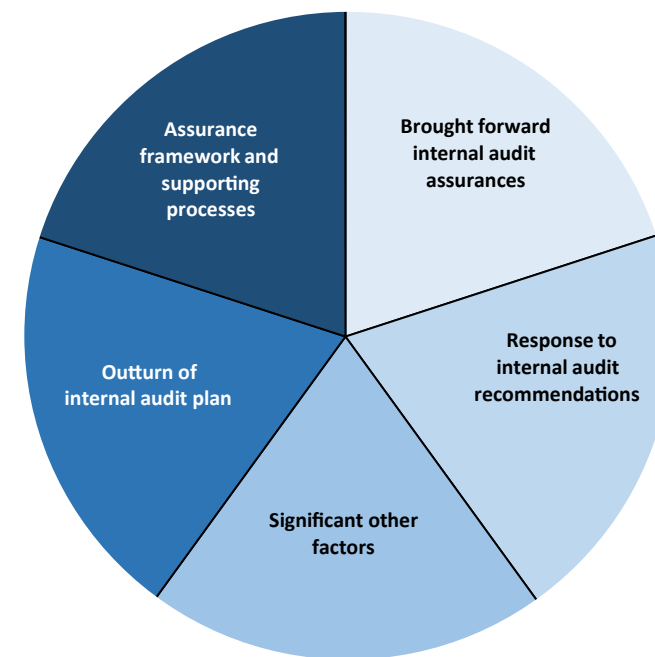 Assurance
framework and
supporting
processes
Brought forward
internal audit
assurances
Response to
internal audit
recommendations
Outturn of
internal audit plan
Significant other
factors